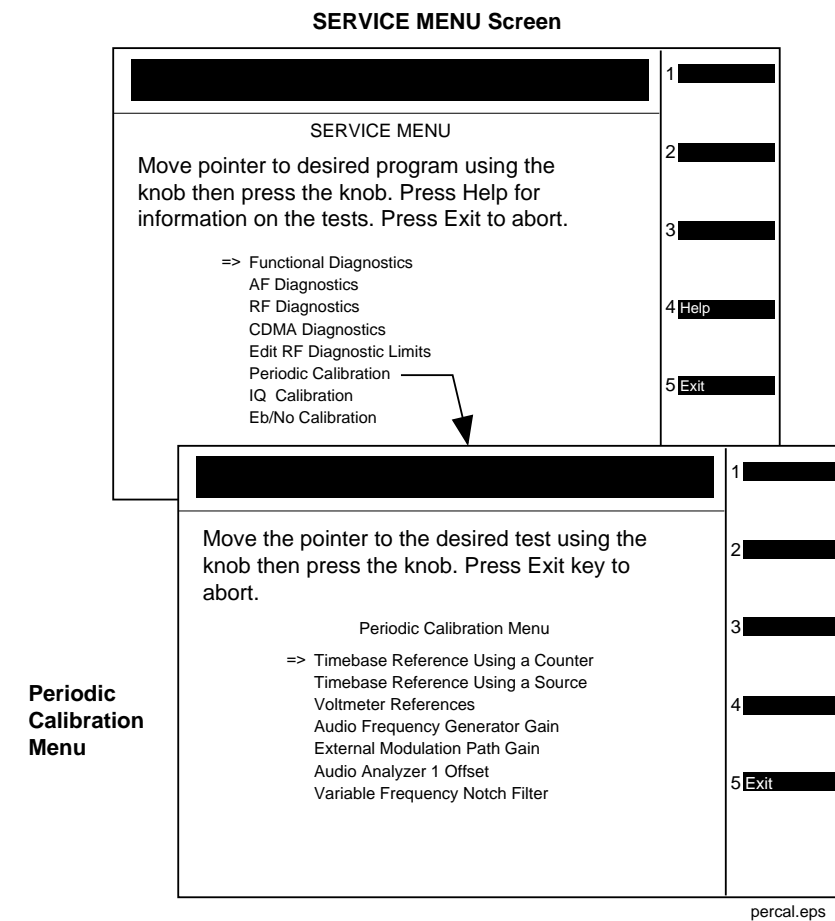 SERVICE MENU Screen
1
SERVICE MENU
2
Move pointer to desired program using the
knob then press the knob. Press Help for
information on the tests. Press Exit to abort.
3
=> Functional Diagnostics
AF Diagnostics
RF Diagnostics
4 Help
CDMA Diagnostics
Edit RF Diagnostic Limits
Periodic Calibration
5 Exit
IQ Calibration
Eb/No Calibration
1
Move the pointer to the desired test using the
knob then press the knob. Press Exit key to
abort.
2
Periodic Calibration Menu
3
=> Timebase Reference Using a Counter
Timebase Reference Using a Source
Voltmeter References
4
Audio Frequency Generator Gain
External Modulation Path Gain
Audio Analyzer 1 Offset
5 Exit
Variable Frequency Notch Filter
Periodic
Calibration
Menu
percal.eps